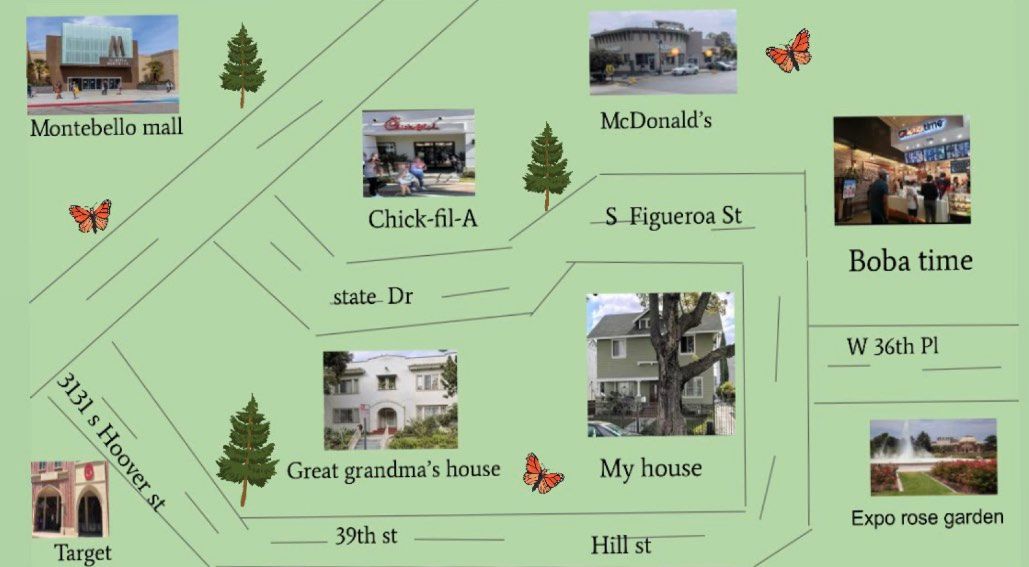 Montebello mall
McDonald's
Chick-fil-A
S Figueroa St
Boba time
state Dr
W 36th Pl
3131 s Hoover st
Great grandma's house
My house
Expo rose garden
Target
39th st
Hill st